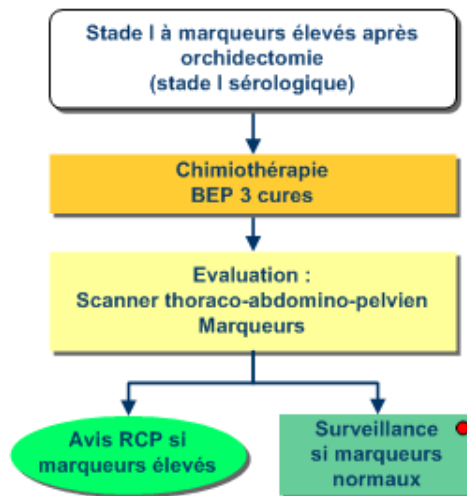 Stade I à marqueurs élevés après
orchidectomie
(stade I sérologique)
Chimiothérapie
BEP 3 cures
Evaluation :
Scanner thoraco-abdomino-pelvien
Marqueurs
Avis RCP si
marqueurs élevés
Surveillance
si marqueurs
normaux